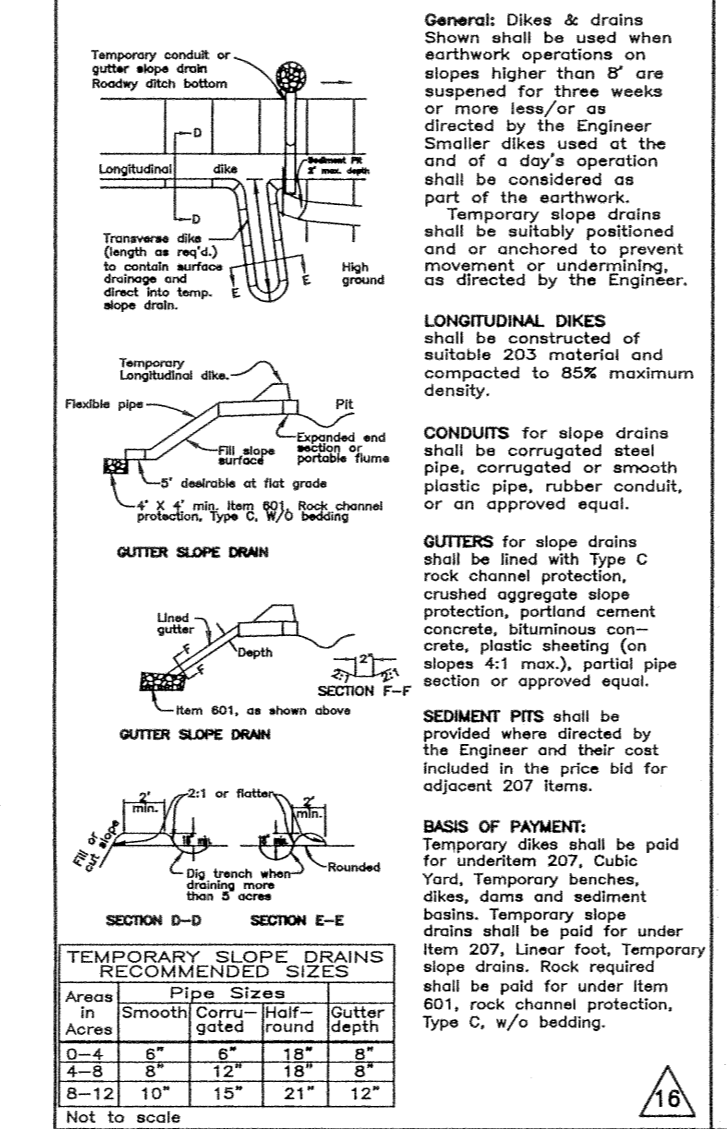 Temporary conduit or
gutter slope drain
Roadwy ditch bottom
D
Longitudinal dike
Sediment Pit
2' max. depth
D
Transverse dike
(length as req'd.)
to contain surface
drainage and
direct into temp.
slope drain.
E
E
High
ground
Temporary
Longitudinal dike.
Flexible pipe
Pit
Expanded end
section or
portable flume
Fill slope
surface
5' desirable at flat grade
4' X 4' min. Item 601, Rock channel
protection, Type C, W/O bedding
GUTTER SLOPE DRAIN
Lined
gutter
F
F
Depth
2"
2:1
2:1
SECTION F-F
Item 601, as shown above
GUTTER SLOPE DRAIN
2'
min.
2:1 or flatter
2'
min.
Fill or
cut slope
18" min.
18" min.
Dig trench when
draining more
than 5 acres
Rounded
SECTION D-D
SECTION E-E
TEMPORARY SLOPE DRAINS
RECOMMENDED SIZES
Areas in Acres
Pipe Sizes
Smooth Corru-gated Half-round Gutter depth
0-4 6" 6" 18" 8"
4-8 8" 12" 18" 8"
8-12 10" 15" 21" 12"
Not to scale
General: Dikes & drains
Shown shall be used when
earthwork operations on
slopes higher than 8' are
suspended for three weeks
or more less/or as
directed by the Engineer
Smaller dikes used at the
and of a day's operation
shall be considered as
part of the earthwork.
Temporary slope drains
shall be suitably positioned
and or anchored to prevent
movement or undermining,
as directed by the Engineer.
LONGITUDINAL DIKES
shall be constructed of
suitable 203 material and
compacted to 85% maximum
density.
CONDUITS for slope drains
shall be corrugated steel
pipe, corrugated or smooth
plastic pipe, rubber conduit,
or an approved equal.
GUTTERS for slope drains
shall be lined with Type C
rock channel protection,
crushed aggregate slope
protection, portland cement
concrete, bituminous con-
crete, plastic sheeting (on
slopes 4:1 max.), partial pipe
section or approved equal.
SEDIMENT PITS shall be
provided where directed by
the Engineer and their cost
included in the price bid for
adjacent 207 items.
BASIS OF PAYMENT:
Temporary dikes shall be paid
for underitem 207, Cubic
Yard, Temporary benches,
dikes, dams and sediment
basins. Temporary slope
drains shall be paid for under
Item 207, Linear foot, Temporary
slope drains. Rock required
shall be paid for under Item
601, rock channel protection,
Type C, w/o bedding.
16